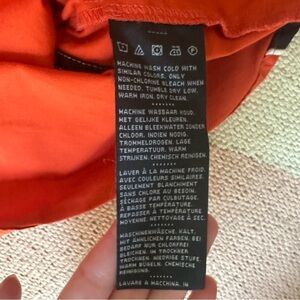 MACHINE WASH COLD WITH
SIMILAR COLORS. ONLY
NON-CHLORINE BLEACH WHEN
NEEDED. TUMBLE DRY LOW.
WARM IRON. DRY CLEAN.
MACHINE WASBAAR KOUD.
MET GELIJKE KLEUREN.
ALLEEN BLEEKWATER ZONDER
CHLOOR. INDIEN NODIG.
TROMMELDROGEN. LAGE
TEMPERATUUR. WARM
STRIJKEN. CHEMISCH REINIGEN.
LAVER À LA MACHINE FROID.
AVEC COULEURS SIMILAIRES.
SEULEMENT BLANCHIMENT
SANS CHLORE AU BESOIN.
SÉCHAGE PAR CULBUTAGE.
À BASSE TEMPÉRATURE.
REPASSER À TEMPÉRATURE
MOYENNE. NETTOYAGE À SEC.
MASCHINENWÄSCHE KALT.
MIT ÄHNLICHEN FARBEN. BEI
BEDARF NUR CHLORFREI
BLEICHEN. IM TROCKNER
TROCKNEN. NIEDRIGE STUFE.
WARM BÜGELN. CHEMISCHE
REINIGUNG.
LAVARE A MACCHINA. IN